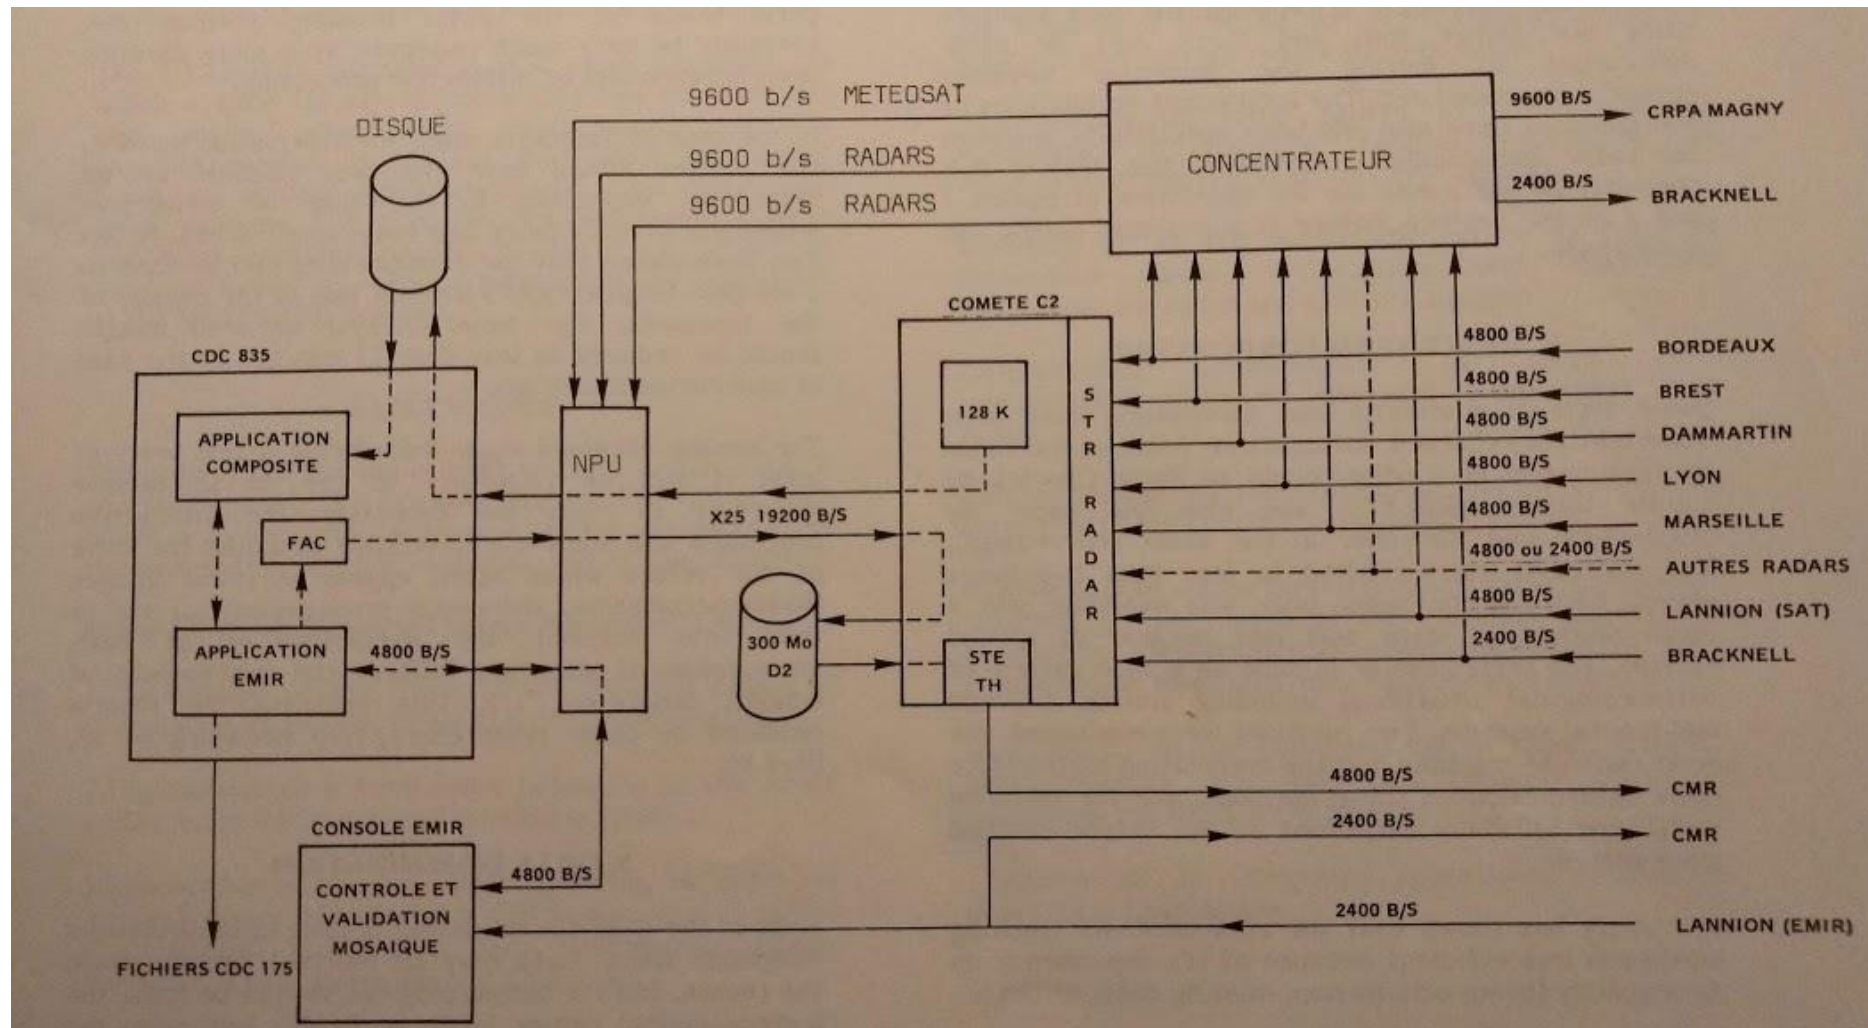 9600 b/s METEOSAT
9600 B/S
CRPA MAGNY
DISQUE
9600 b/s RADARS
CONCENTRATEUR
2400 B/S
BRACKNELL
9600 b/s RADARS
COMETE C2
CDC 835
4800 B/S
BORDEAUX
4800 B/S
BREST
128 K
S
T
R
R
A
D
A
R
4800 B/S
DAMMARTIN
APPLICATION
COMPOSITE
NPU
4800 B/S
LYON
X25 19200 B/S
4800 B/S
MARSEILLE
FAC
4800 ou 2400 B/S
AUTRES RADARS
4800 B/S
LANNION (SAT)
300 Mo
D2
STE
TH
2400 B/S
BRACKNELL
APPLICATION
EMIR
4800 B/S
4800 B/S
CMR
CONSOLE EMIR
2400 B/S
CMR
4800 B/S
CONTROLE ET
VALIDATION
MOSAIQUE
2400 B/S
LANNION (EMIR)
FICHIERS CDC 175